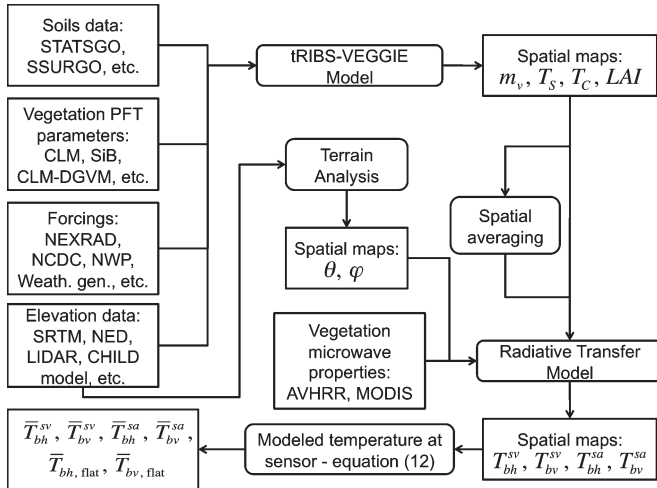 Soils data:
STATSGO,
SSURGO, etc.
tRIBS-VEGGIE
Model
Spatial maps:
m_v, T_S, T_C, LAI
Vegetation PFT
parameters:
CLM, SiB,
CLM-DGVM, etc.
Terrain
Analysis
Spatial
averaging
Forcings:
NEXRAD,
NCDC, NWP,
Weath. gen., etc.
Spatial maps:
θ, φ
Elevation data:
SRTM, NED,
LIDAR, CHILD
model, etc.
Vegetation
microwave
properties:
AVHRR, MODIS
Radiative Transfer
Model
T̅_bh^sv, T̅_bv^sv, T̅_bh^sa, T̅_bv^sa,
T̅_bh, flat, T̅_bv, flat
Modeled temperature at
sensor - equation (12)
Spatial maps:
T_bh^sv, T_bv^sv, T_bh^sa, T_bv^sa